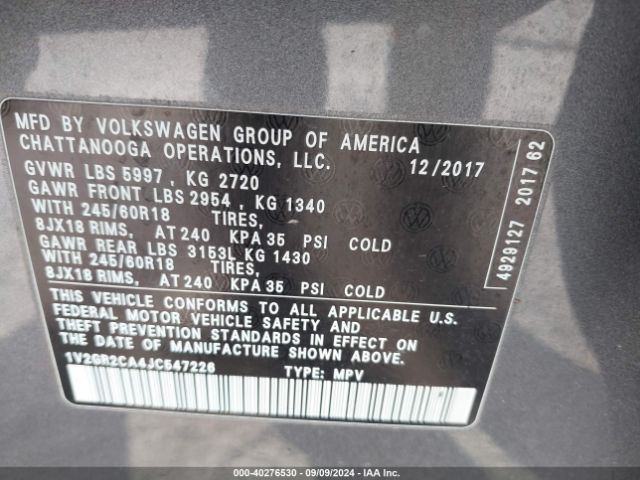 MFD BY VOLKSWAGEN GROUP OF AMERICA
CHATTANOOGA OPERATIONS, LLC.
12/2017
GVWR LBS 5997 , KG 2720
GAWR FRONT LBS 2954 , KG 1340
WITH 245/60R18 TIRES,
8JX18 RIMS, AT 240 KPA 35 PSI COLD
GAWR REAR LBS 3153L KG 1430
WITH 245/60R18 TIRES,
8JX18 RIMS, AT 240 KPA 35 PSI COLD
THIS VEHICLE CONFORMS TO ALL APPLICABLE U.S.
FEDERAL MOTOR VEHICLE SAFETY AND
THEFT PREVENTION STANDARDS IN EFFECT ON
THE DATE OF MANUFACTURE SHOWN ABOVE.
1V2GR2CA4JC547226 TYPE: MPV
4929127 2017 62
000-40276530 - 09/09/2024 - IAA Inc.